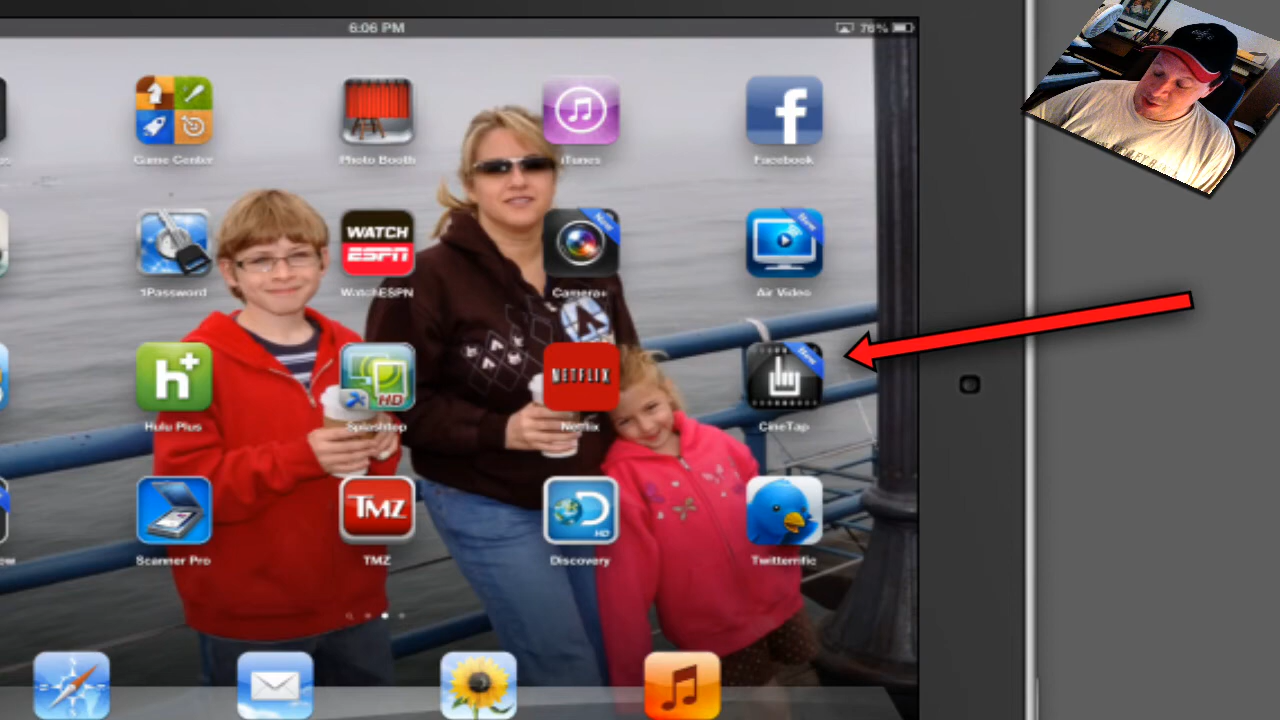 6:06 PM 76%
Game Center Photo Booth iTunes Facebook
WATCH
ESPN
New New
1Password WatchESPN Camera+ Air Video
h+ HD NETFLIX New
Hulu Plus Splashtop Netflix CineTap
TMZ HD
Scanner Pro TMZ Discovery Twitterrific